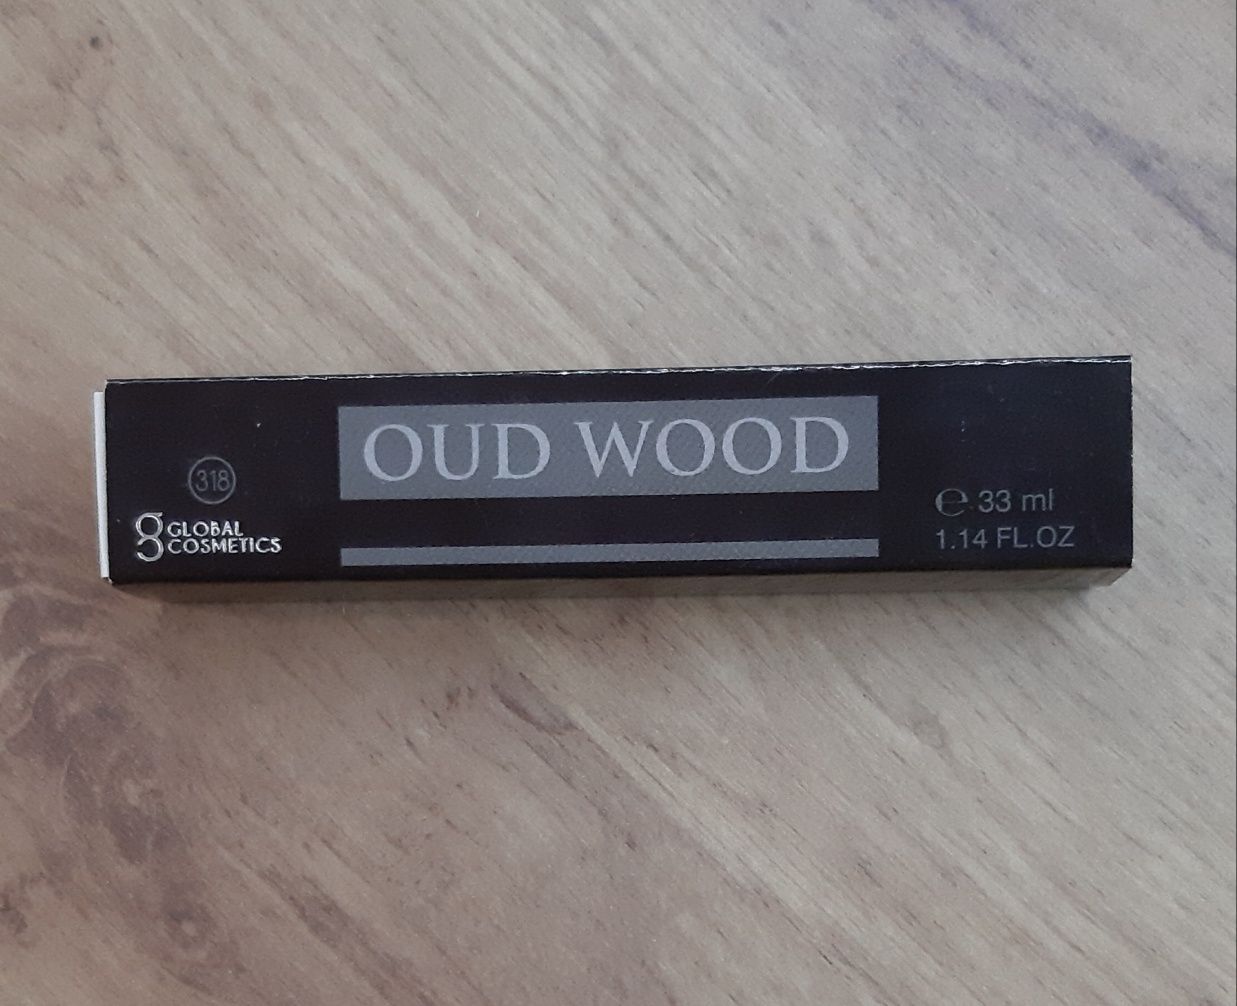 OUD WOOD
318
GLOBAL
COSMETICS
℮ 33 ml
1.14 FL.OZ